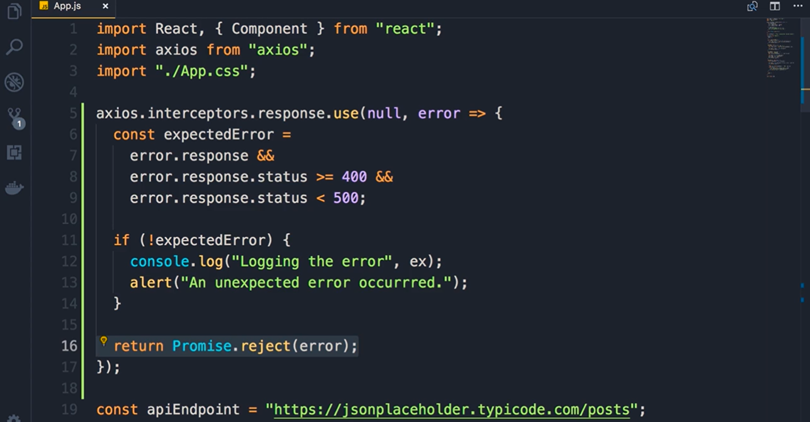 App.js
1 import React, { Component } from "react";
2 import axios from "axios";
3 import "./App.css";
4
5 axios.interceptors.response.use(null, error => {
6   const expectedError =
7     error.response &&
8     error.response.status >= 400 &&
9     error.response.status < 500;
10
11   if (!expectedError) {
12     console.log("Logging the error", ex);
13     alert("An unexpected error occurrred.");
14   }
15
16   return Promise.reject(error);
17 });
18
19 const apiEndpoint = "https://jsonplaceholder.typicode.com/posts";
1